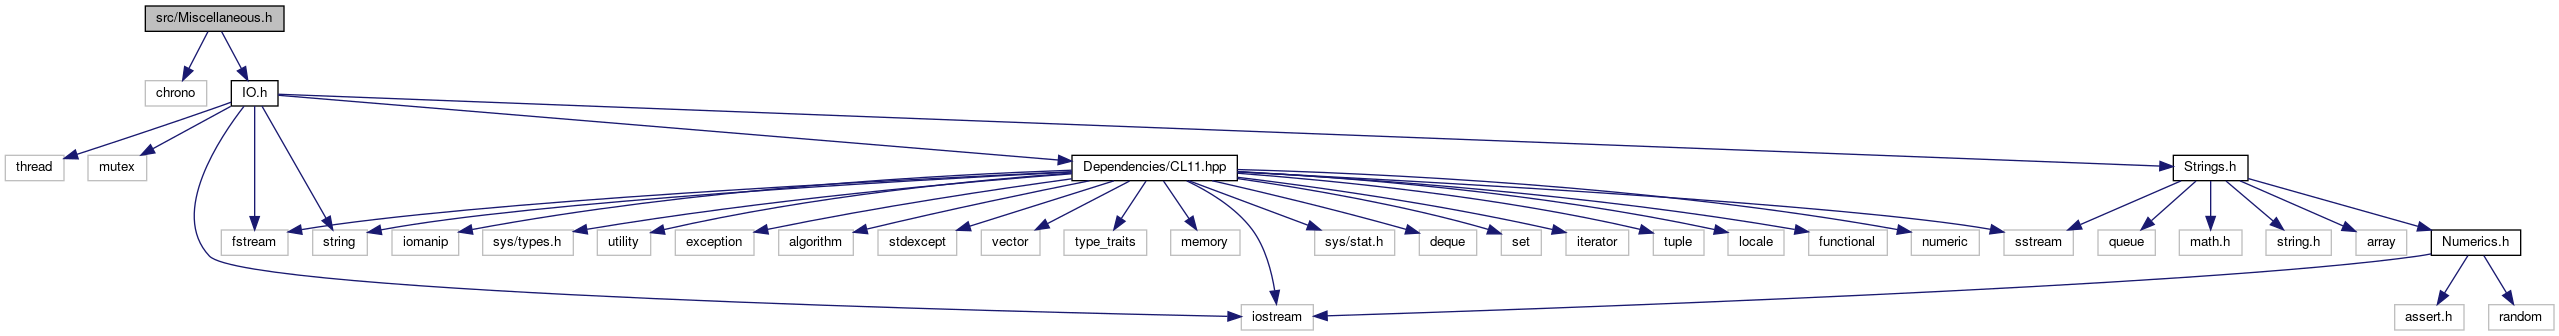 src/Miscellaneous.h
chrono
IO.h
thread
mutex
Dependencies/CL11.hpp
Strings.h
fstream
string
iomanip
sys/types.h
utility
exception
algorithm
stdexcept
vector
type_traits
memory
sys/stat.h
deque
set
iterator
tuple
locale
functional
numeric
sstream
queue
math.h
string.h
array
Numerics.h
iostream
assert.h
random